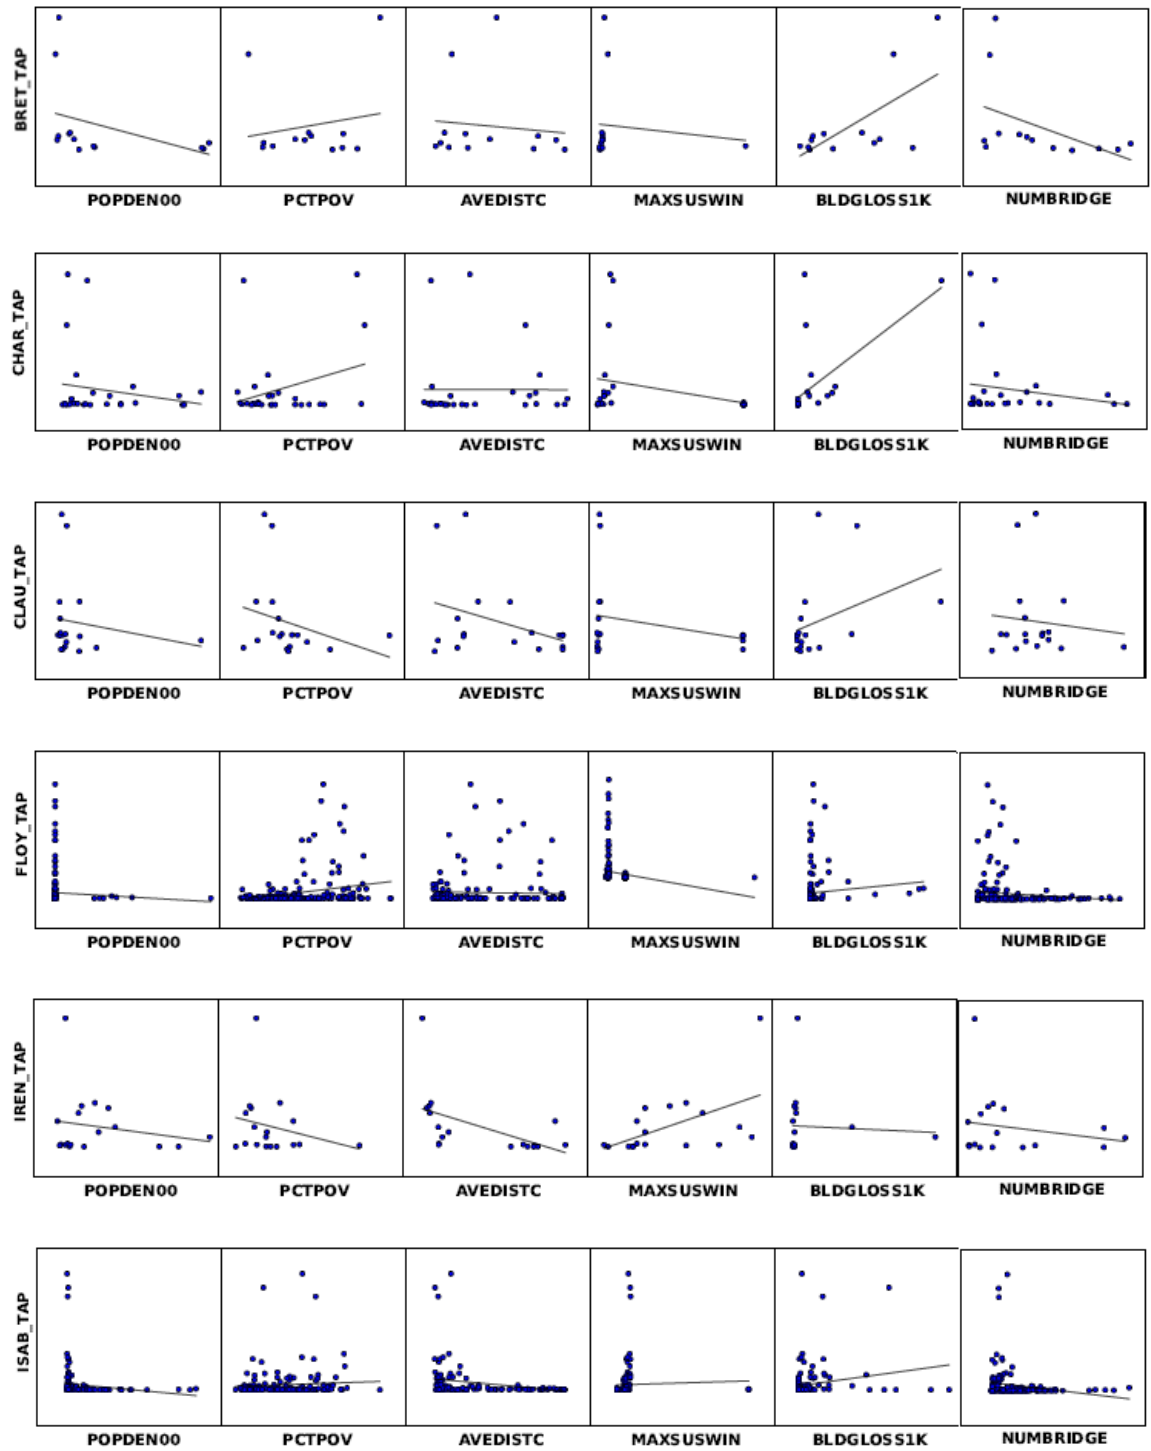 BRET_TAP
POPDEN00 PCTPOV AVEDISTC MAXSUSWIN BLDGLOSS1K NUMBRIDGE
CHAR_TAP
POPDEN00 PCTPOV AVEDISTC MAXSUSWIN BLDGLOSS1K NUMBRIDGE
CLAU_TAP
POPDEN00 PCTPOV AVEDISTC MAXSUSWIN BLDGLOSS1K NUMBRIDGE
FLOY_TAP
POPDEN00 PCTPOV AVEDISTC MAXSUSWIN BLDGLOSS1K NUMBRIDGE
IREN_TAP
POPDEN00 PCTPOV AVEDISTC MAXSUSWIN BLDGLOSS1K NUMBRIDGE
ISAB_TAP
POPDEN00 PCTPOV AVEDISTC MAXSUSWIN BLDGLOSS1K NUMBRIDGE